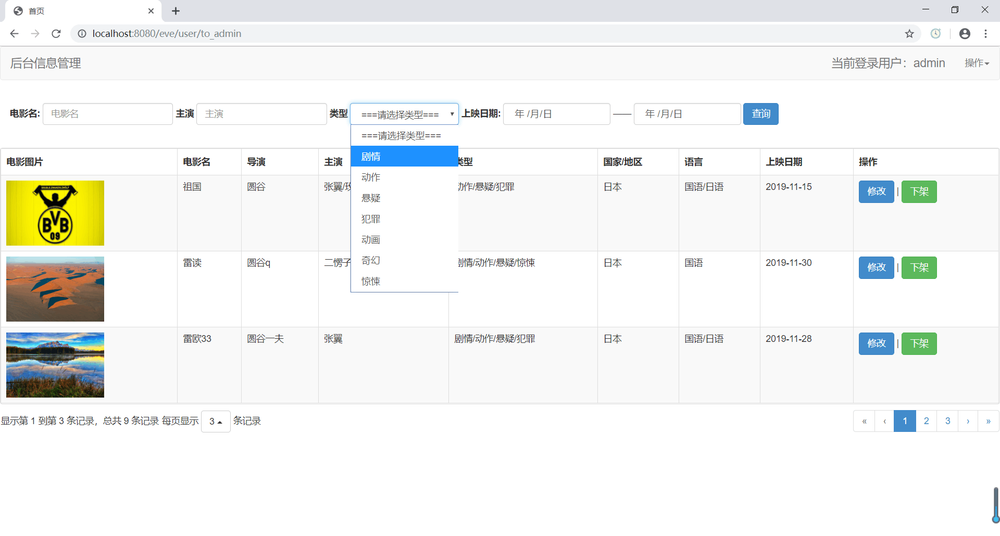 首页
localhost:8080/eve/user/to_admin
后台信息管理 当前登录用户：admin 操作
电影名: 电影名 主演 主演 类型 ===请选择类型=== 上映日期: 年 /月/日 —— 年 /月/日 查询
===请选择类型===
剧情
动作
悬疑
犯罪
动画
奇幻
惊悚
电影图片 电影名 导演 主演 类型 国家/地区 语言 上映日期 操作
DOUBLE ZWANZIG ZWÖLF
BVB
09
祖国 圆谷 张翼/玫 动作/悬疑/犯罪 日本 国语/日语 2019-11-15 修改 | 下架
雷读 圆谷q 二愣子 剧情/动作/悬疑/惊悚 日本 国语 2019-11-30 修改 | 下架
雷欧33 圆谷一夫 张翼 剧情/动作/悬疑/犯罪 日本 国语/日语 2019-11-28 修改 | 下架
显示第 1 到第 3 条记录，总共 9 条记录 每页显示 3 条记录 « ‹ 1 2 3 › »